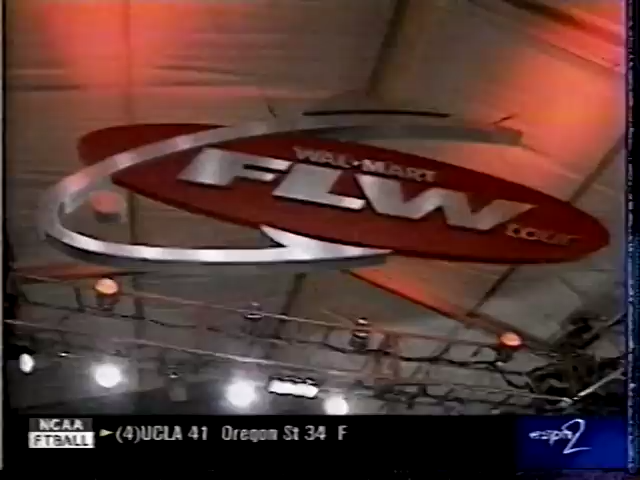 WAL-MART
FLW
TOUR
NCAA
FTBALL
(4)UCLA 41 Oregon St 34 F
espn2